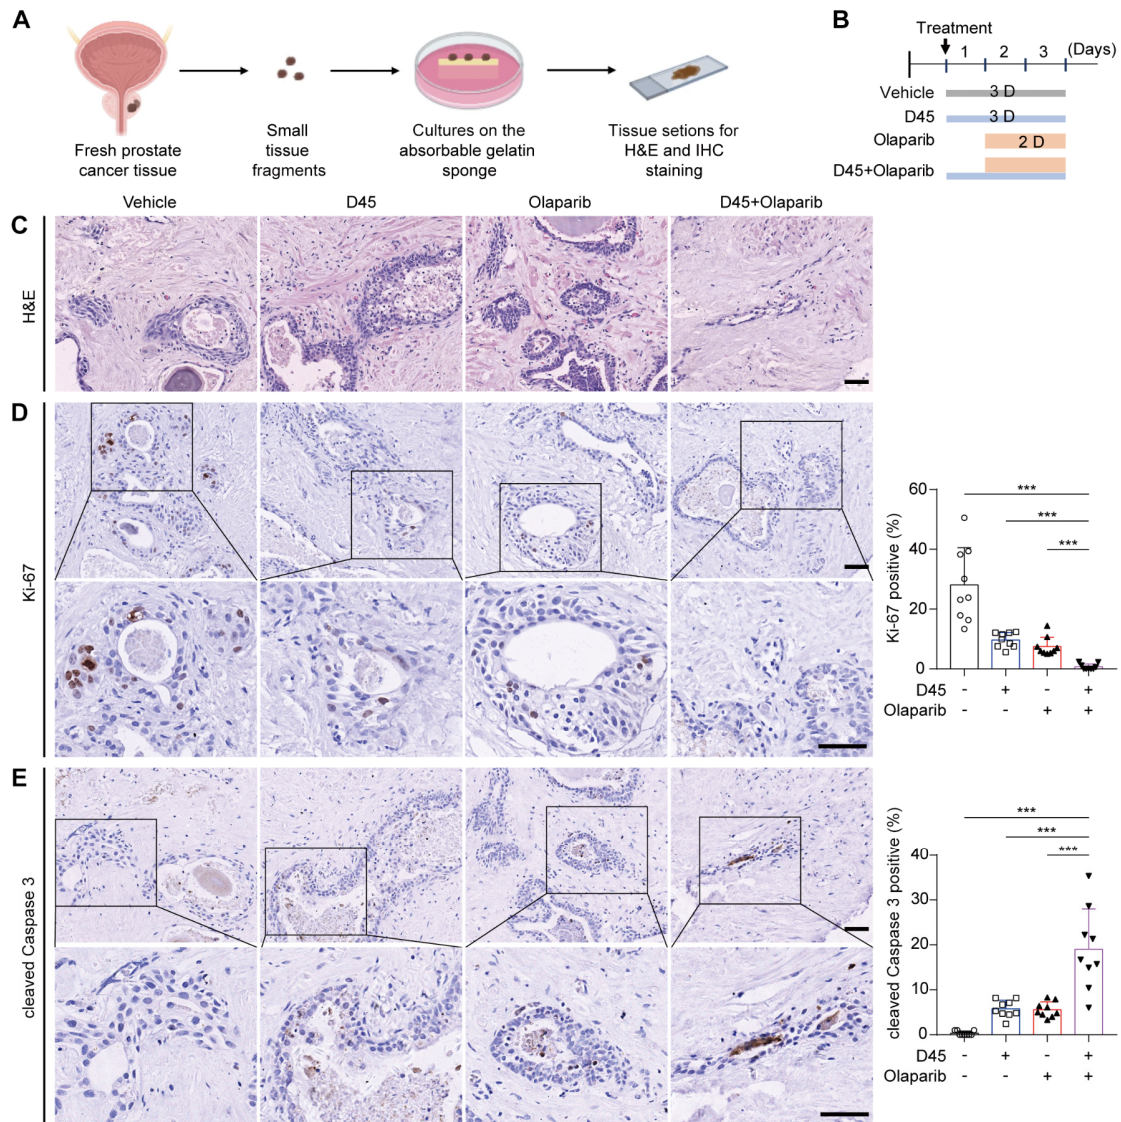 A
Fresh prostate
cancer tissue
Small
tissue
fragments
Cultures on the
absorbable gelatin
sponge
Tissue setions for
H&E and IHC
staining
B
Treatment
1 2 3 (Days)
Vehicle 3 D
D45 3 D
Olaparib 2 D
D45+Olaparib
Vehicle D45 Olaparib D45+Olaparib
C
H&E
D
Ki-67
Ki-67 positive (%)
60
40
20
0
***
***
***
D45 - + - +
Olaparib - - + +
E
cleaved Caspase 3
cleaved Caspase 3 positive (%)
40
30
20
10
0
***
***
***
D45 - + - +
Olaparib - - + +